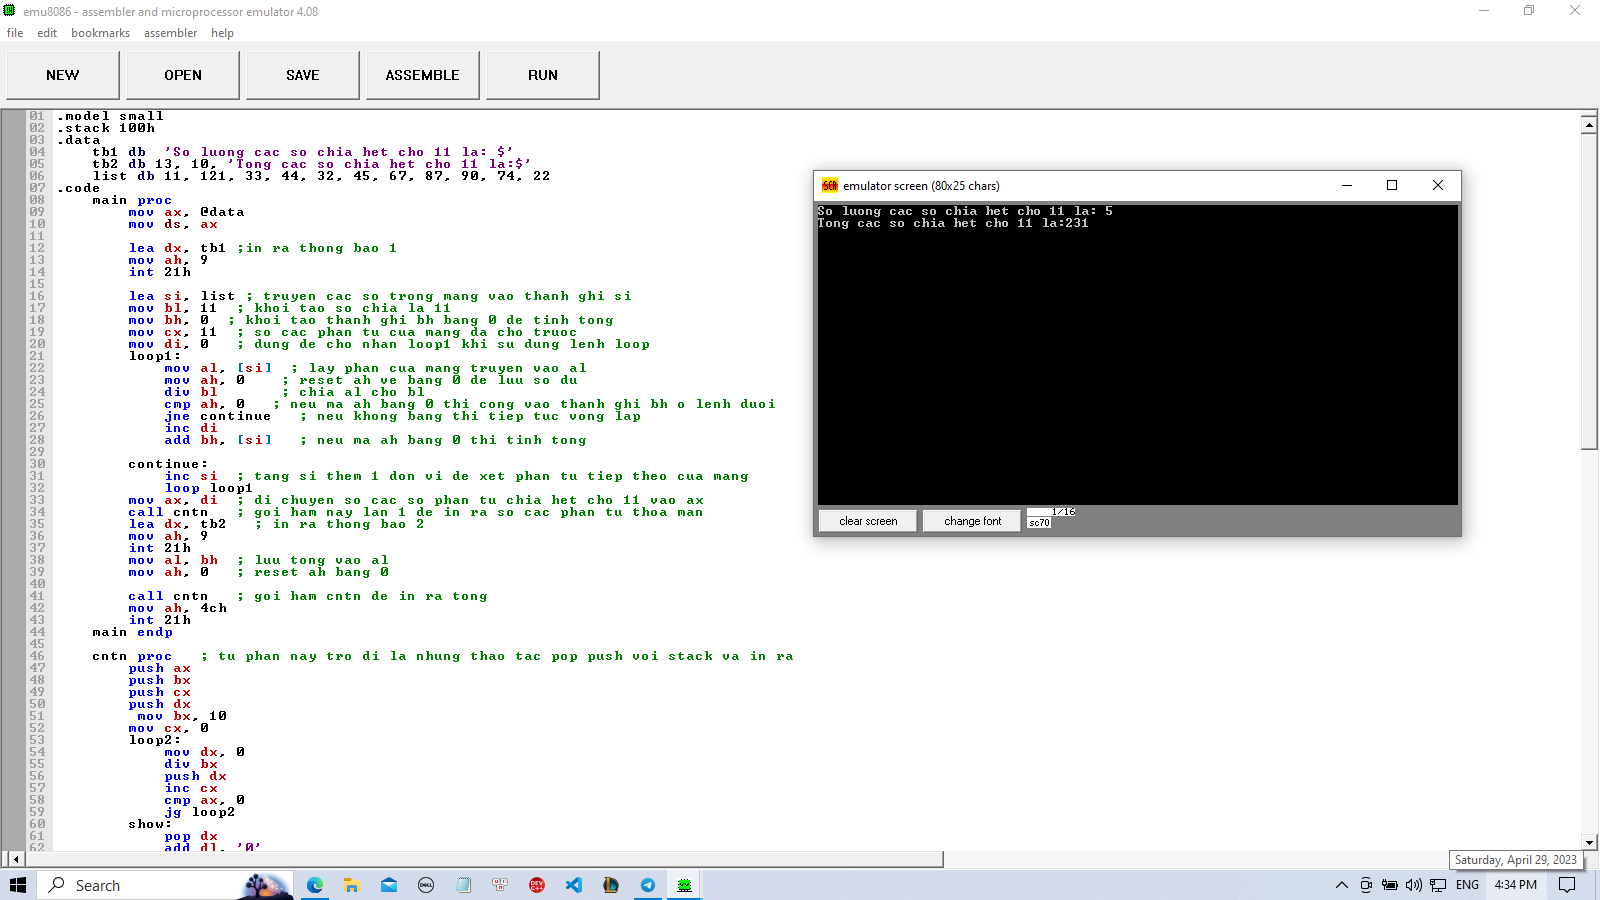 emu8086 - assembler and microprocessor emulator 4.08
file edit bookmarks assembler help
NEW OPEN SAVE ASSEMBLE RUN
01 .model small
02 .stack 100h
03 .data
04 tb1 db 'So luong cac so chia het cho 11 la: $'
05 tb2 db 13, 10, 'Tong cac so chia het cho 11 la:$'
06 list db 11, 121, 33, 44, 32, 45, 67, 87, 90, 74, 22
07 .code
08 main proc
09 mov ax, @data
10 mov ds, ax
11
12 lea dx, tb1 ;in ra thong bao 1
13 mov ah, 9
14 int 21h
15
16 lea si, list ; truyen cac so trong mang vao thanh ghi si
17 mov bl, 11 ; khoi tao so chia la 11
18 mov bh, 0 ; khoi tao thanh ghi bh bang 0 de tinh tong
19 mov cx, 11 ; so cac phan tu cua mang da cho truoc
20 mov di, 0 ; dung de cho nhan loop1 khi su dung lenh loop
21 loop1:
22 mov al, [si] ; lay phan cua mang truyen vao al
23 mov ah, 0 ; reset ah ve bang 0 de luu so du
24 div bl ; chia al cho bl
25 cmp ah, 0 ; neu ma ah bang 0 thi cong vao thanh ghi bh o lenh duoi
26 jne continue ; neu khong bang thi tiep tuc vong lap
27 inc di
28 add bh, [si] ; neu ma ah bang 0 thi tinh tong
29
30 continue:
31 inc si ; tang si them 1 don vi de xet phan tu tiep theo cua mang
32 loop loop1
33 mov ax, di ; di chuyen so cac so phan tu chia het cho 11 vao ax
34 call cntn ; goi ham nay lan 1 de in ra so cac phan tu thoa man
35 lea dx, tb2 ; in ra thong bao 2
36 mov ah, 9
37 int 21h
38 mov al, bh ; luu tong vao al
39 mov ah, 0 ; reset ah bang 0
40
41 call cntn ; goi ham cntn de in ra tong
42 mov ah, 4ch
43 int 21h
44 main endp
45
46 cntn proc ; tu phan nay tro di la nhung thao tac pop push voi stack va in ra
47 push ax
48 push bx
49 push cx
50 push dx
51 mov bx, 10
52 mov cx, 0
53 loop2:
54 mov dx, 0
55 div bx
56 push dx
57 inc cx
58 cmp ax, 0
59 jg loop2
60 show:
61 pop dx
62 add dl, '0'
SCR emulator screen (80x25 chars)
So luong cac so chia het cho 11 la: 5
Tong cac so chia het cho 11 la:231
clear screen change font 1/16
sc70
Saturday, April 29, 2023
Search DELL DEV C++ ENG 4:34 PM